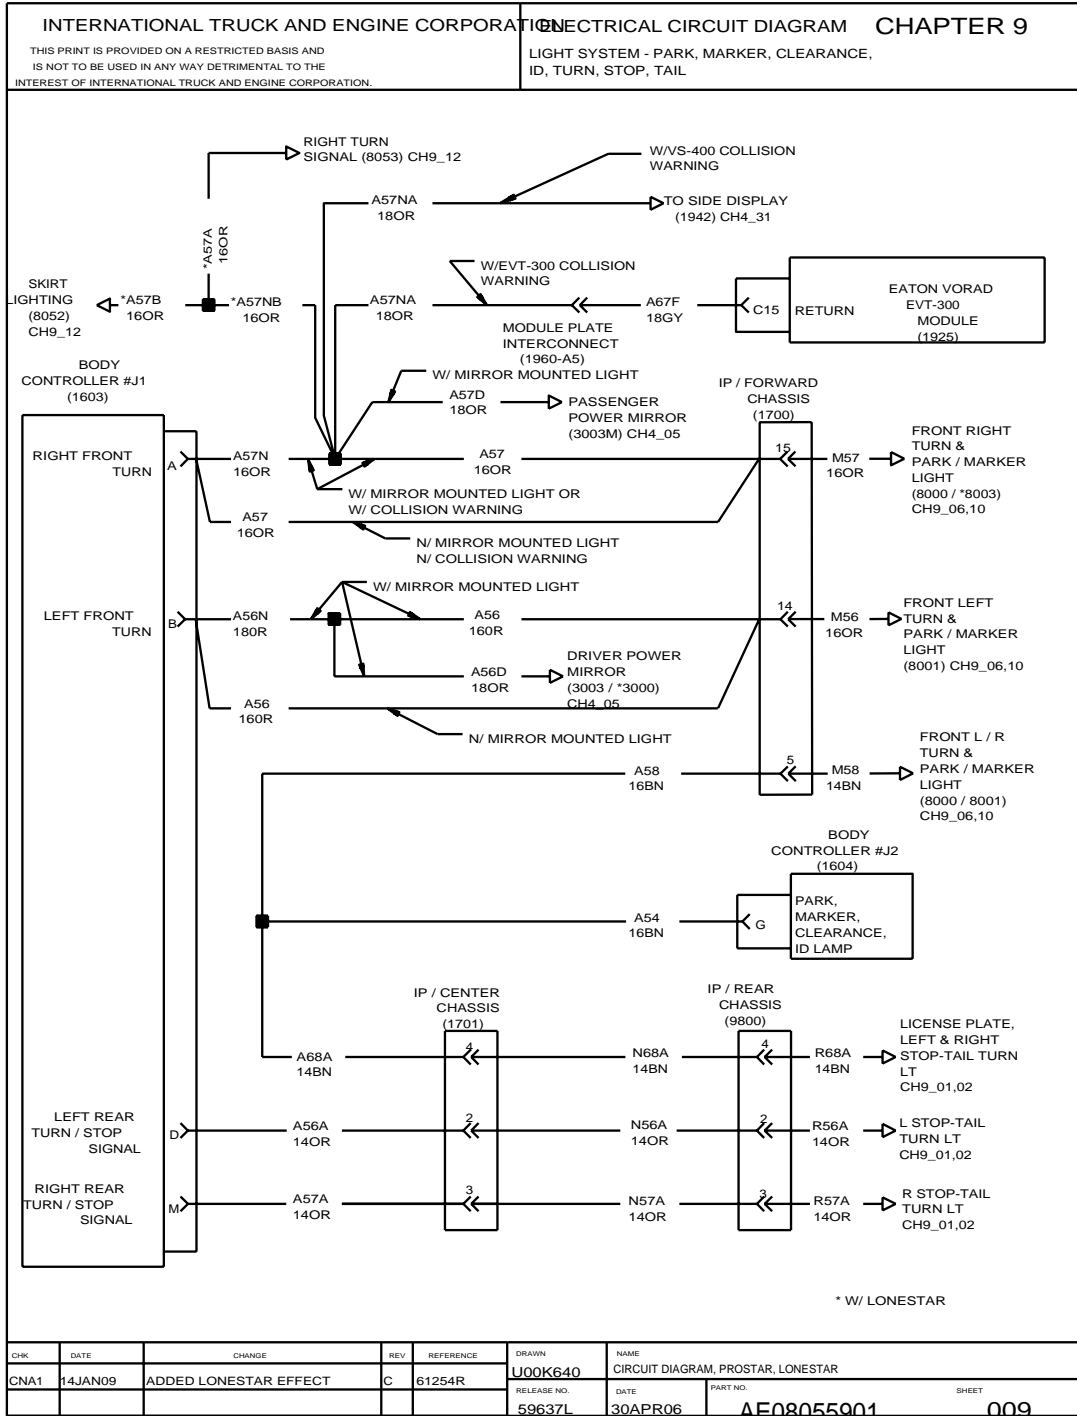 INTERNATIONAL TRUCK AND ENGINE CORPORATION
ELECTRICAL CIRCUIT DIAGRAM CHAPTER 9
THIS PRINT IS PROVIDED ON A RESTRICTED BASIS AND
IS NOT TO BE USED IN ANY WAY DETRIMENTAL TO THE
INTEREST OF INTERNATIONAL TRUCK AND ENGINE CORPORATION.
LIGHT SYSTEM - PARK, MARKER, CLEARANCE,
ID, TURN, STOP, TAIL
RIGHT TURN
SIGNAL (8053) CH9_12
W/VS-400 COLLISION
WARNING
A57NA
18OR
TO SIDE DISPLAY
(1942) CH4_31
*A57A
16OR
SKIRT
LIGHTING
(8052)
CH9_12
*A57B
16OR
*A57NB
16OR
A57NA
18OR
W/EVT-300 COLLISION
WARNING
MODULE PLATE
INTERCONNECT
(1960-A5)
A67F
18GY
C15
RETURN
EATON VORAD
EVT-300
MODULE
(1925)
BODY
CONTROLLER #J1
(1603)
W/ MIRROR MOUNTED LIGHT
A57D
18OR
PASSENGER
POWER MIRROR
(3003M) CH4_05
IP / FORWARD
CHASSIS
(1700)
RIGHT FRONT
TURN
A
A57N
16OR
A57
16OR
15
M57
16OR
FRONT RIGHT
TURN &
PARK / MARKER
LIGHT
(8000 / *8003)
CH9_06,10
W/ MIRROR MOUNTED LIGHT OR
W/ COLLISION WARNING
A57
16OR
N/ MIRROR MOUNTED LIGHT
N/ COLLISION WARNING
W/ MIRROR MOUNTED LIGHT
LEFT FRONT
TURN
B
A56N
180R
A56
160R
14
M56
16OR
FRONT LEFT
TURN &
PARK / MARKER
LIGHT
(8001) CH9_06,10
A56D
18OR
DRIVER POWER
MIRROR
(3003 / *3000)
CH4_05
A56
160R
N/ MIRROR MOUNTED LIGHT
A58
16BN
5
M58
14BN
FRONT L / R
TURN &
PARK / MARKER
LIGHT
(8000 / 8001)
CH9_06,10
BODY
CONTROLLER #J2
(1604)
A54
16BN
G
PARK,
MARKER,
CLEARANCE,
ID LAMP
IP / CENTER
CHASSIS
(1701)
IP / REAR
CHASSIS
(9800)
A68A
14BN
4
N68A
14BN
4
R68A
14BN
LICENSE PLATE,
LEFT & RIGHT
STOP-TAIL TURN
LT
CH9_01,02
LEFT REAR
TURN / STOP
SIGNAL
D
A56A
14OR
2
N56A
14OR
2
R56A
14OR
L STOP-TAIL
TURN LT
CH9_01,02
RIGHT REAR
TURN / STOP
SIGNAL
M
A57A
14OR
3
N57A
14OR
3
R57A
14OR
R STOP-TAIL
TURN LT
CH9_01,02
* W/ LONESTAR
CHK DATE CHANGE REV REFERENCE
CNA1 14JAN09 ADDED LONESTAR EFFECT C 61254R
DRAWN
U00K640
NAME
CIRCUIT DIAGRAM, PROSTAR, LONESTAR
RELEASE NO.
59637L
DATE
30APR06
PART NO.
AE08055901
SHEET
009